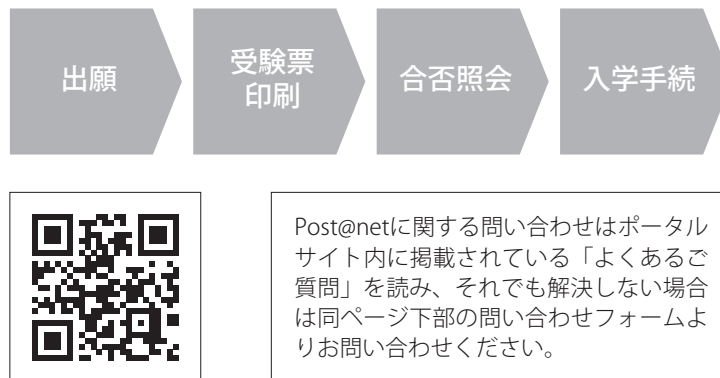 出願
受験票
印刷
合否照会
入学手続
Post@netに関する問い合わせはポータル
サイト内に掲載されている「よくあるご
質問」を読み、それでも解決しない場合
は同ページ下部の問い合わせフォームよ
りお問い合わせください。